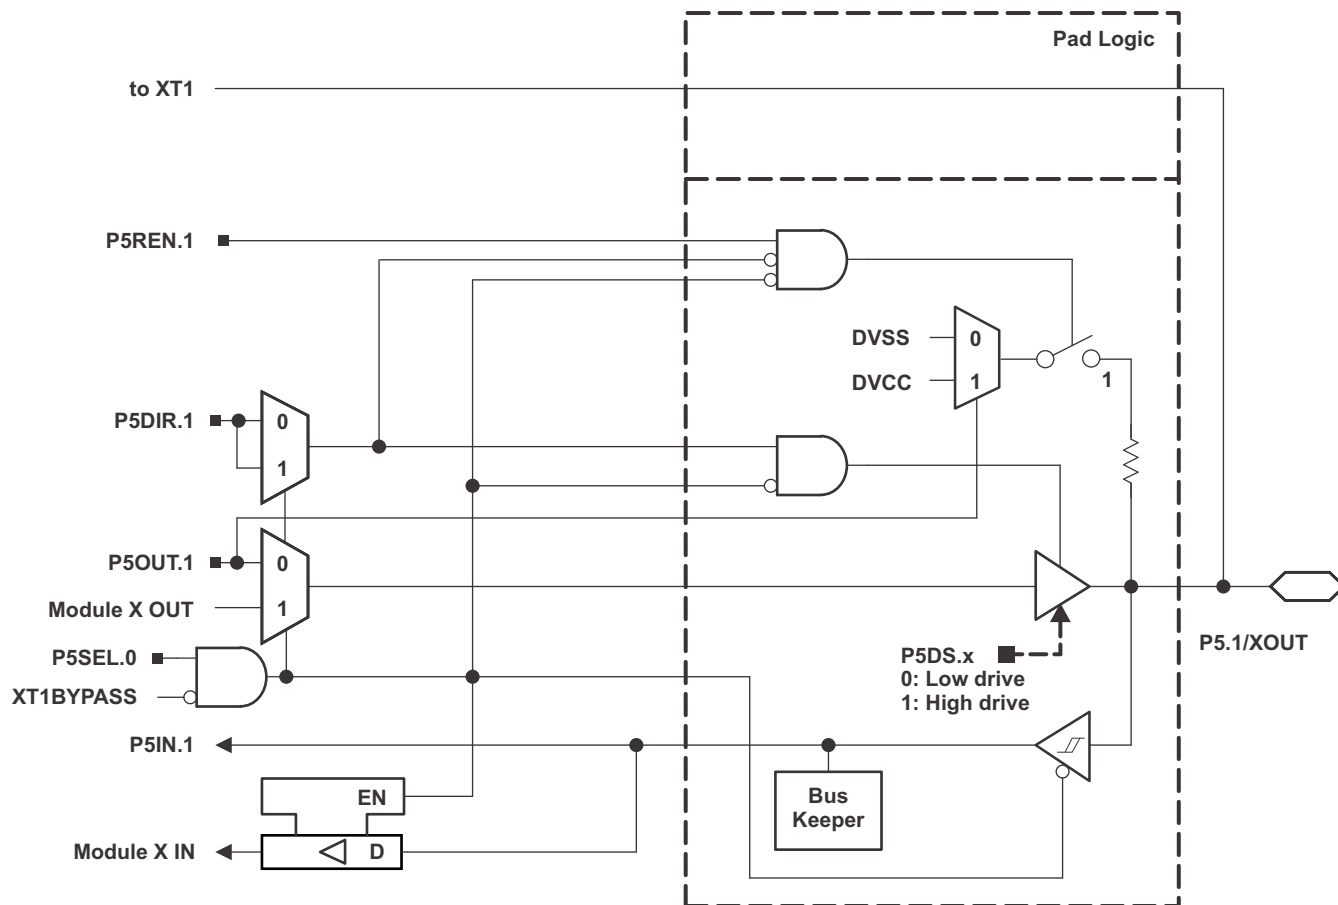 Pad Logic
to XT1
P5REN.1
DVSS
0
DVCC
1
1
P5DIR.1
0
1
P5OUT.1
0
Module X OUT
1
P5SEL.0
XT1BYPASS
P5DS.x
0: Low drive
1: High drive
P5.1/XOUT
P5IN.1
EN
Bus
Keeper
Module X IN
D